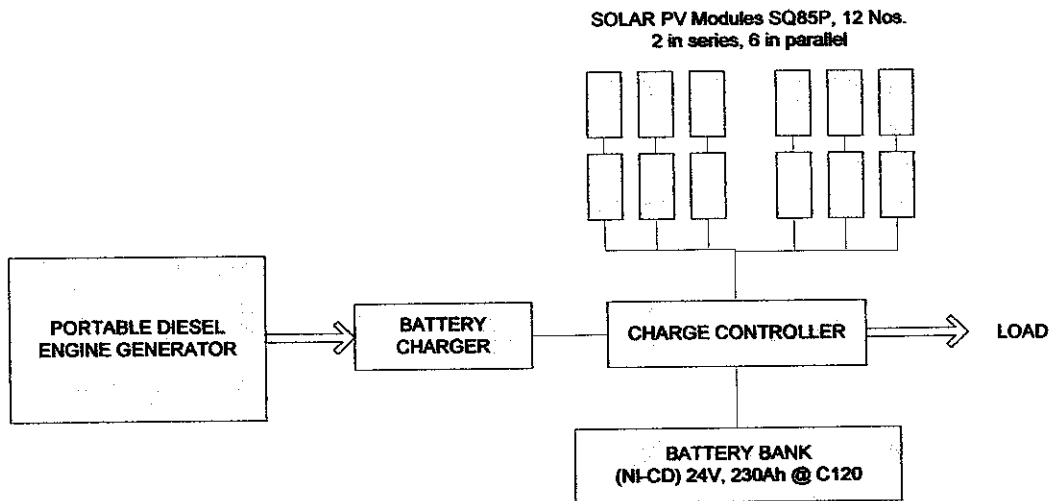 SOLAR PV Modules SQ85P, 12 Nos.
2 in series, 6 in parallel
PORTABLE DIESEL
ENGINE GENERATOR
BATTERY
CHARGER
CHARGE CONTROLLER
LOAD
BATTERY BANK
(NI-CD) 24V, 230Ah @ C120